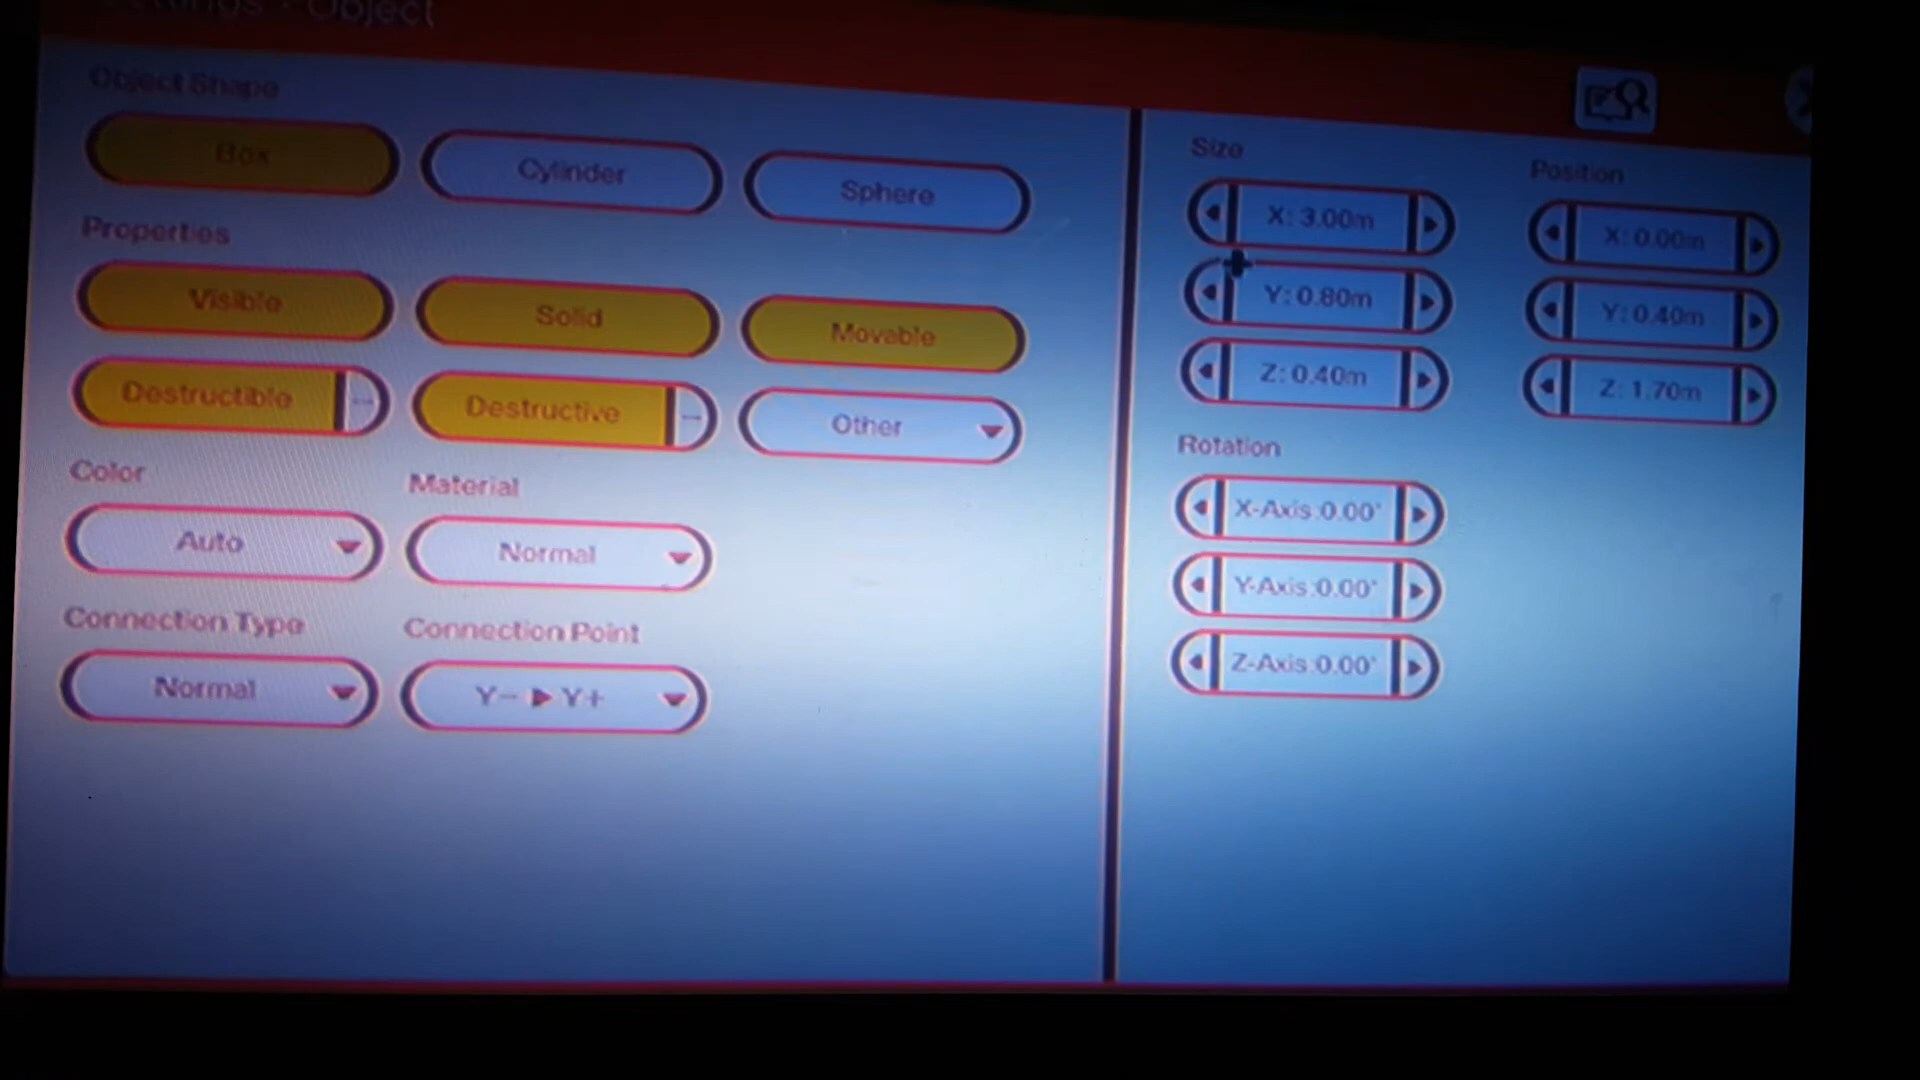 Settings - Object
Object Shape
Box
Cylinder
Sphere
Properties
Visible
Solid
Movable
Destructible
Destructive
Other
Color
Material
Auto
Normal
Connection Type
Connection Point
Normal
Y− ▶ Y+
Size
X: 3.00m
Y: 0.80m
Z: 0.40m
Position
X: 0.00m
Y: 0.40m
Z: 1.70m
Rotation
X-Axis:0.00°
Y-Axis:0.00°
Z-Axis:0.00°